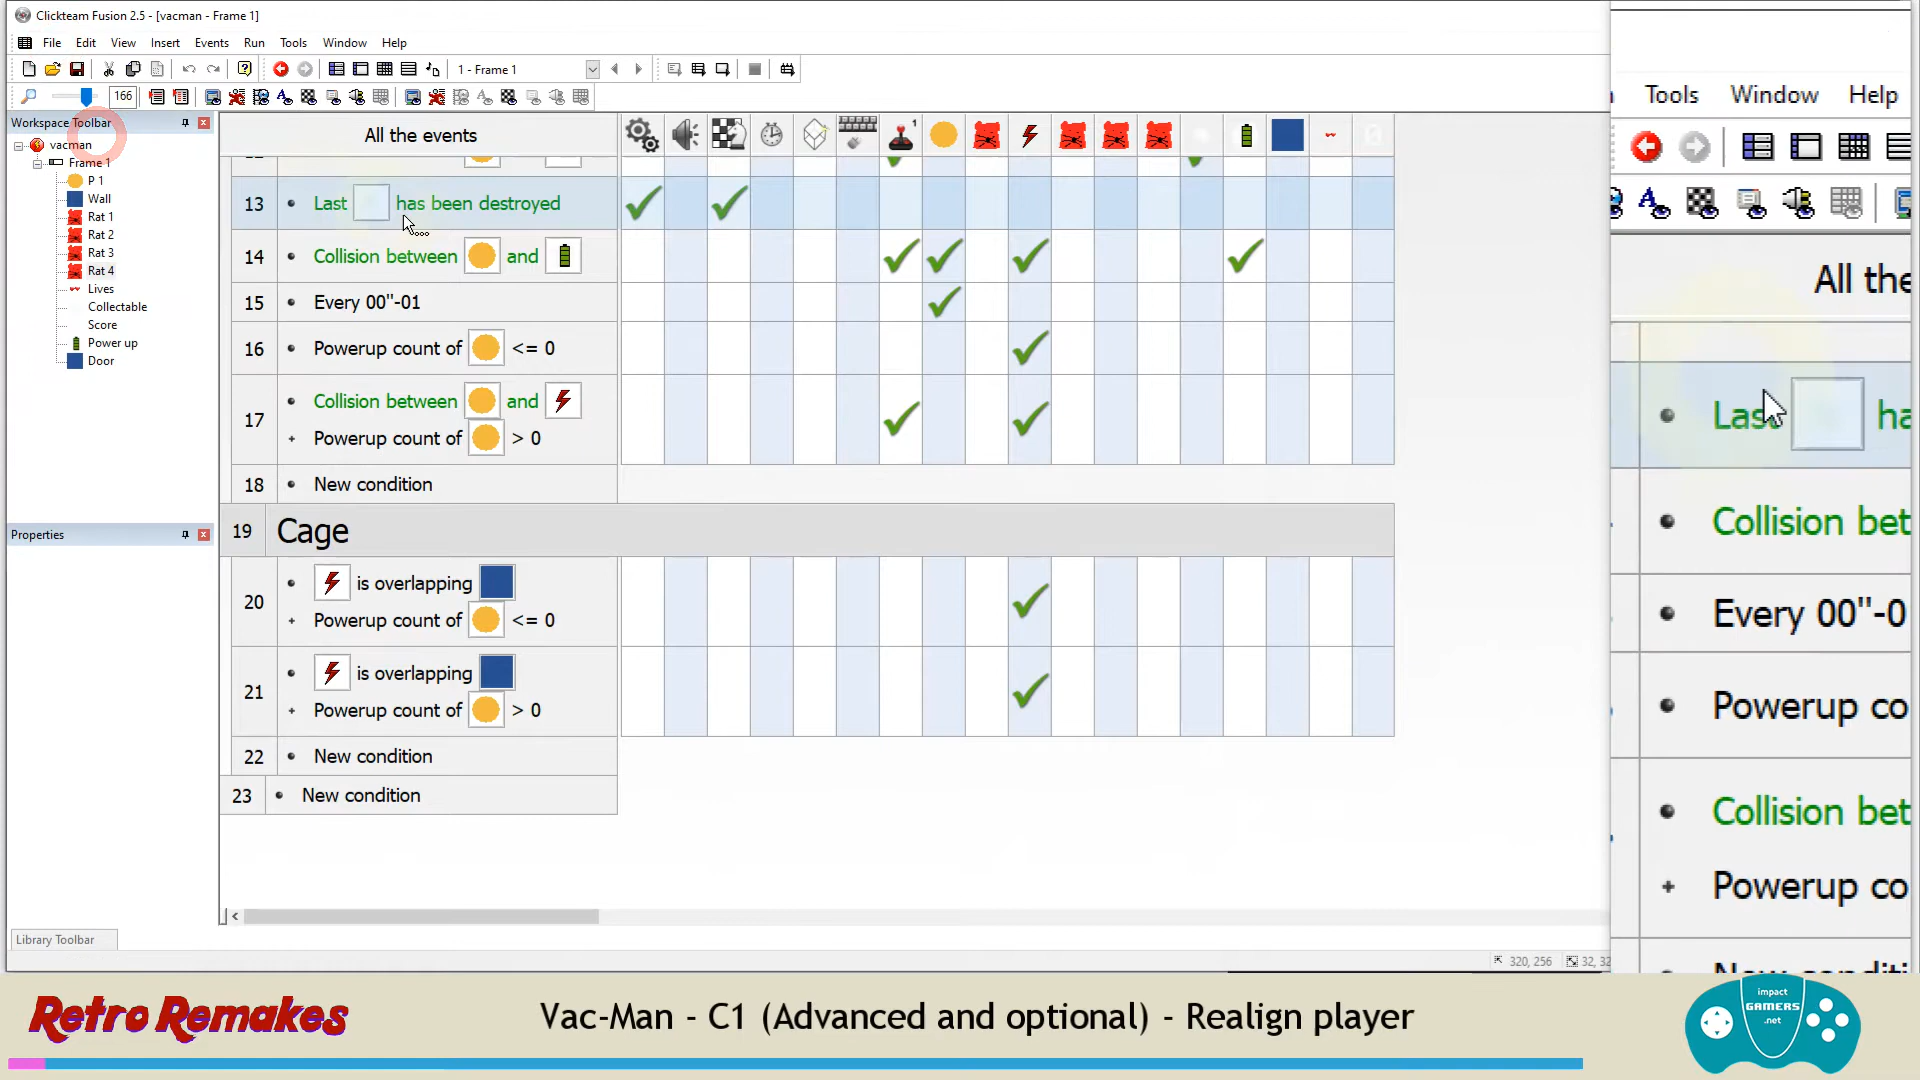 Clickteam Fusion 2.5 - [vacman - Frame 1]
File Edit View Insert Events Run Tools Window Help
1 - Frame 1
166
Workspace Toolbar
vacman
Frame 1
P 1
Wall
Rat 1
Rat 2
Rat 3
Rat 4
Lives
Collectable
Score
Power up
Door
Properties
Library Toolbar
All the events
1
13 Last has been destroyed
14 Collision between and
15 Every 00"-01
16 Powerup count of <= 0
17 Collision between and
+ Powerup count of > 0
18 New condition
19 Cage
20 is overlapping
+ Powerup count of <= 0
21 is overlapping
+ Powerup count of > 0
22 New condition
23 New condition
320, 256
Tools Window Help
All the
Last ha
Collision bet
Every 00"-0
Powerup co
Collision bet
+ Powerup co
Retro Remakes
Vac-Man - C1 (Advanced and optional) - Realign player
impact
GAMERS
.net